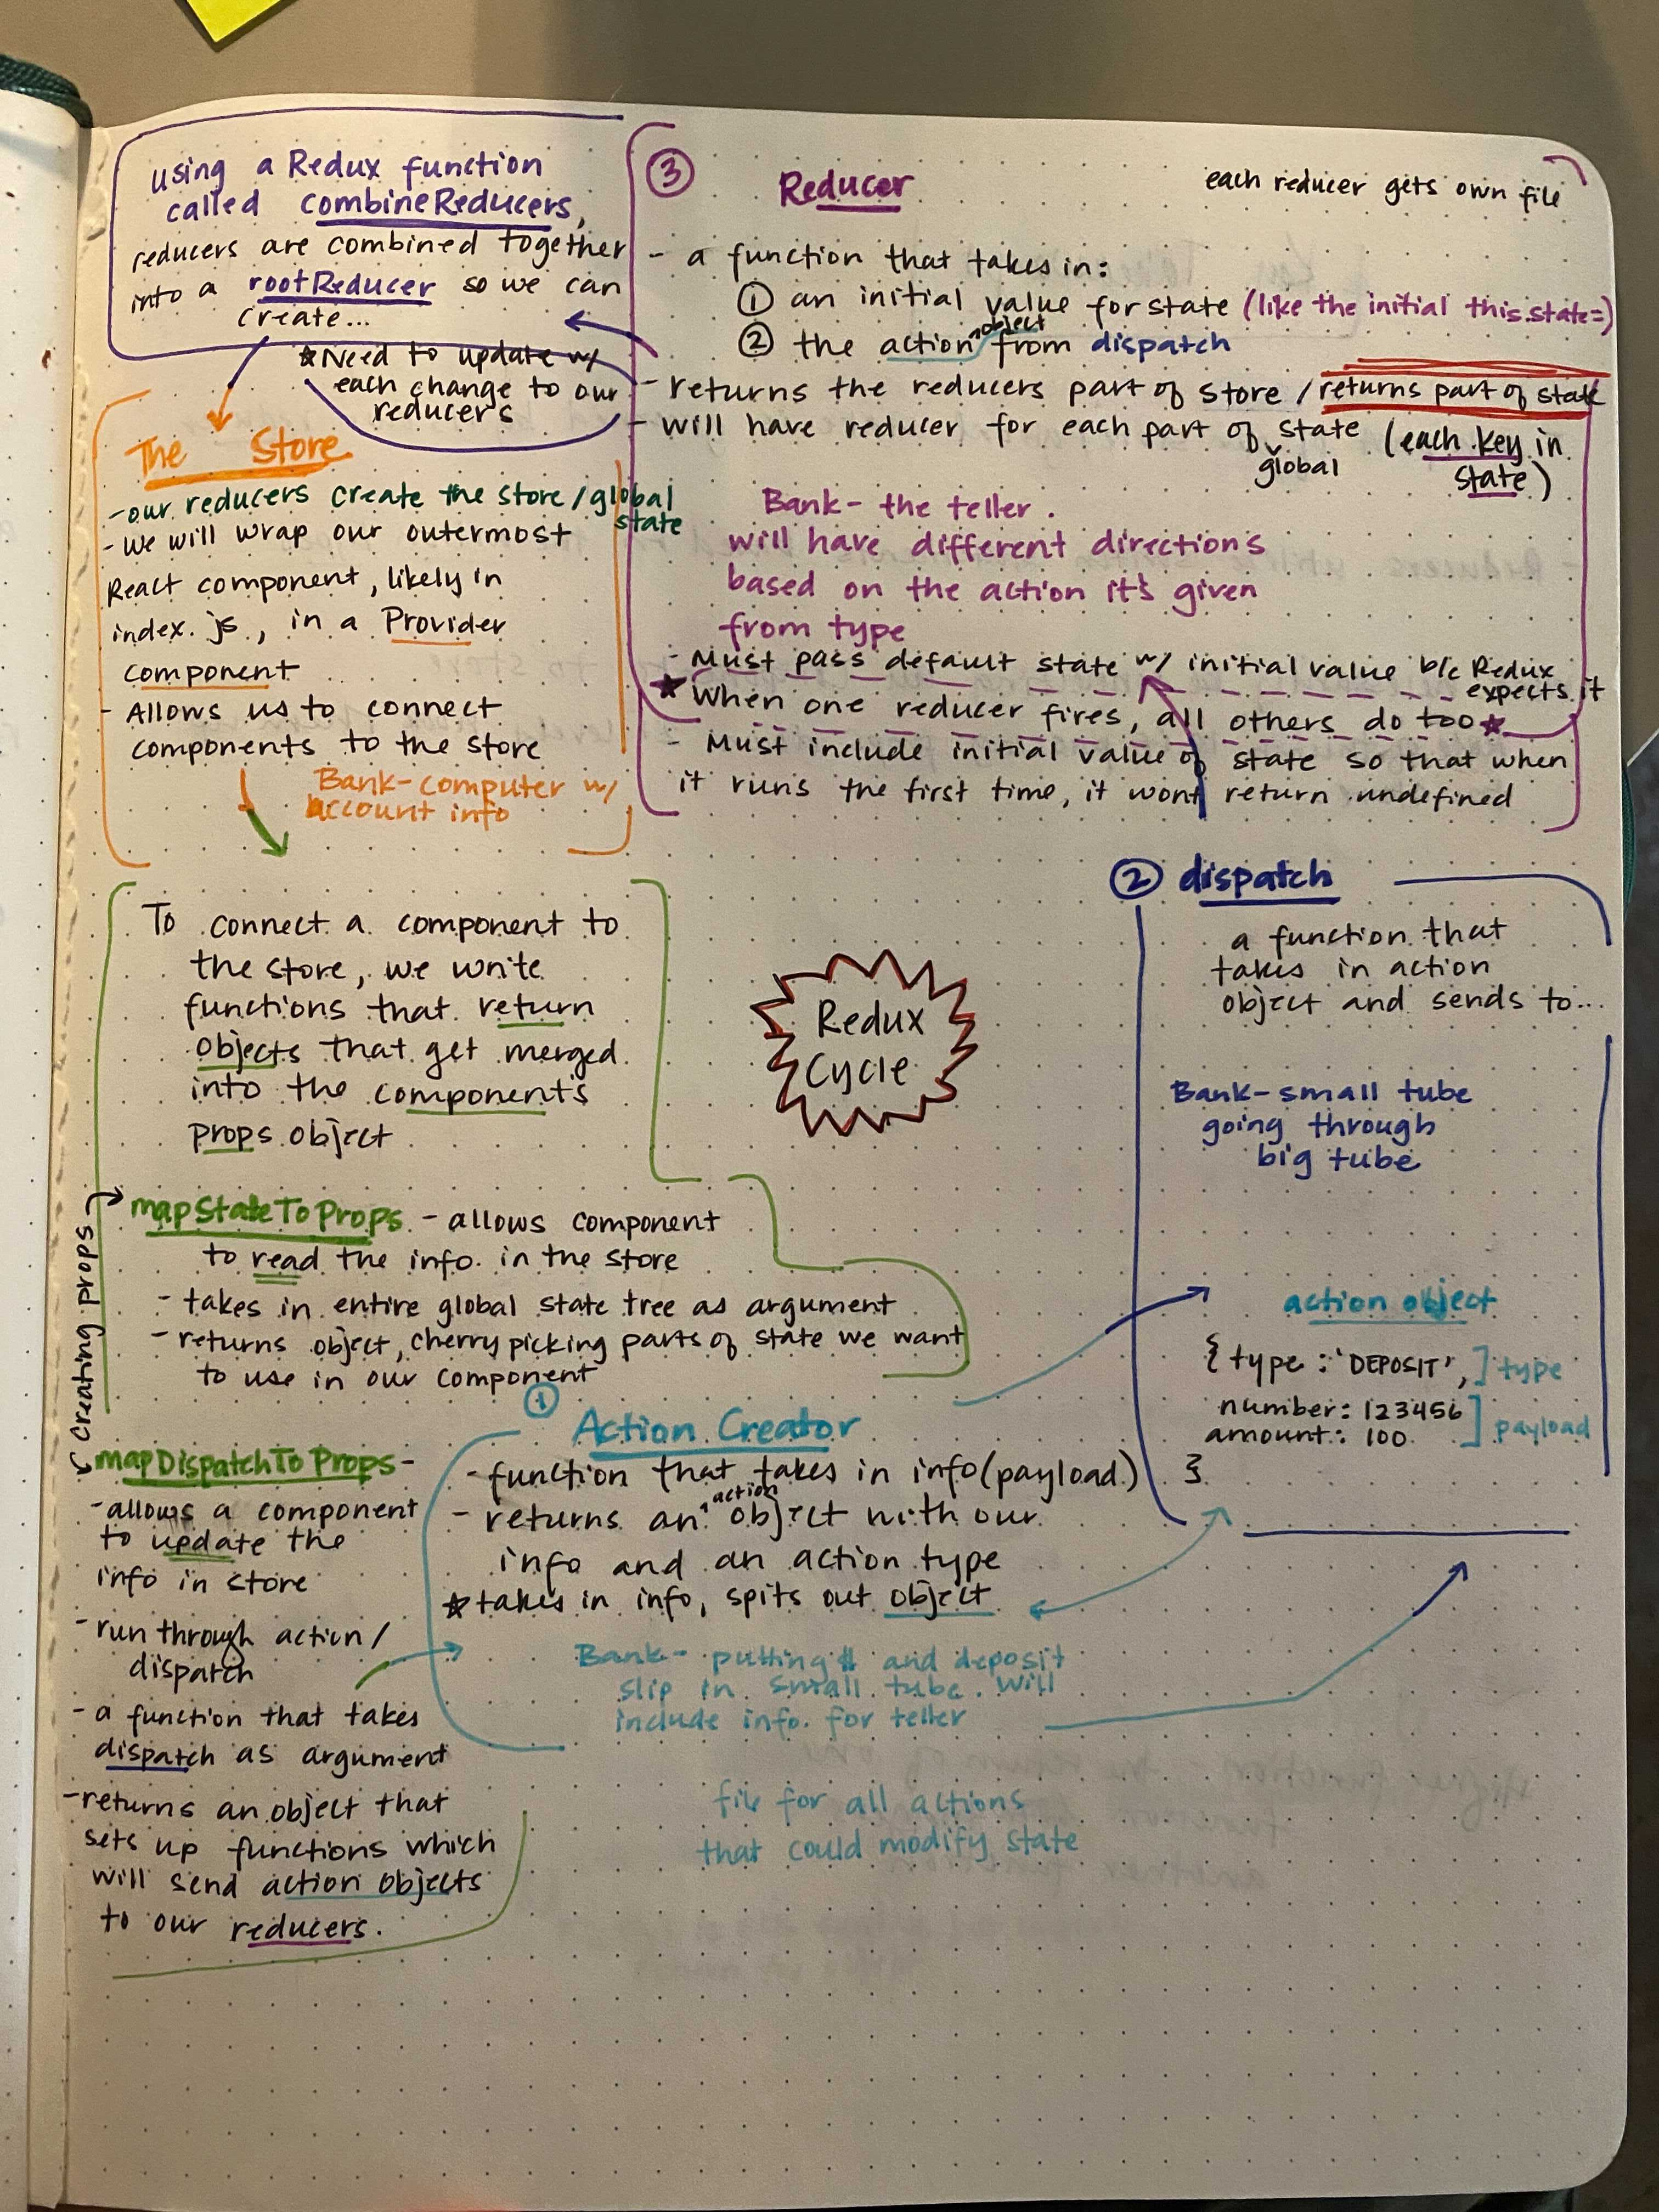 using a Redux function
called combineReducers,
reducers are combined together
into a rootReducer so we can
create...
☆Need to update w/
each change to our
reducers
The Store
-our reducers create the store/global
state
-we will wrap our outermost
React component, likely in
index.js, in a Provider
component
- Allows us to connect
components to the store
Bank-computer w/
account info
③ Reducer
each reducer gets own file
- a function that takes in:
① an initial value for state (like the initial this.state=)
② the action ^object from dispatch
- returns the reducers part of store / returns part of state
- will have reducer for each part of ^global state (each key in
state)
Bank- the teller.
will have different directions
based on the action it's given
from type
- Must pass default state w/ initial value b/c Redux
expects it
★ When one reducer fires, all others do too★
- Must include initial value of state so that when
it runs the first time, it wont return undefined
② dispatch
a function that
takes in action
object and sends to...
Bank-small tube
going through
big tube
action object
{ type: 'DEPOSIT', ] type
number: 123456 ] payload
amount: 100
}
Redux
Cycle
To connect a component to
the store, we write
functions that return
objects that get merged
into the component's
props object
Creating props
mapStateToProps - allows component
to read the info. in the store
- takes in entire global state tree as argument
- returns object, cherry picking parts of state we want
to use in our component
mapDispatchToProps-
-allows a component
to update the
info in store
- run through action/
dispatch
- a function that takes
dispatch as argument
-returns an object that
sets up functions which
will send action objects
to our reducers.
① Action Creator
-function that takes in info(payload)
- returns an ^action object with our
info and an action type
☆takes in info, spits out object
Bank- putting $ and deposit
slip in small tube. Will
include info. for teller
file for all actions
that could modify state